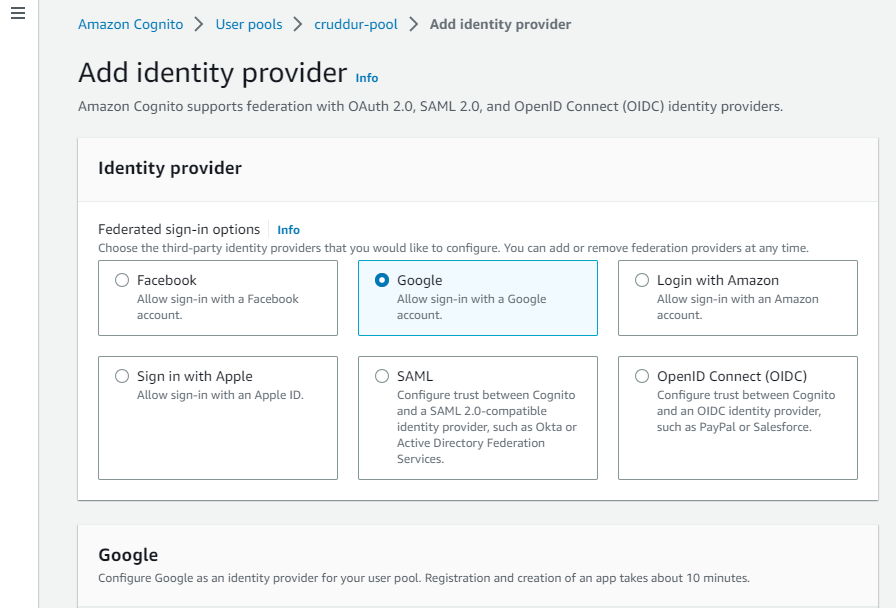 Amazon Cognito > User pools > cruddur-pool > Add identity provider
Add identity provider Info
Amazon Cognito supports federation with OAuth 2.0, SAML 2.0, and OpenID Connect (OIDC) identity providers.
Identity provider
Federated sign-in options Info
Choose the third-party identity providers that you would like to configure. You can add or remove federation providers at any time.
Facebook
Allow sign-in with a Facebook
account.
Google
Allow sign-in with a Google
account.
Login with Amazon
Allow sign-in with an Amazon
account.
Sign in with Apple
Allow sign-in with an Apple ID.
SAML
Configure trust between Cognito
and a SAML 2.0-compatible
identity provider, such as Okta or
Active Directory Federation
Services.
OpenID Connect (OIDC)
Configure trust between Cognito
and an OIDC identity provider,
such as PayPal or Salesforce.
Google
Configure Google as an identity provider for your user pool. Registration and creation of an app takes about 10 minutes.